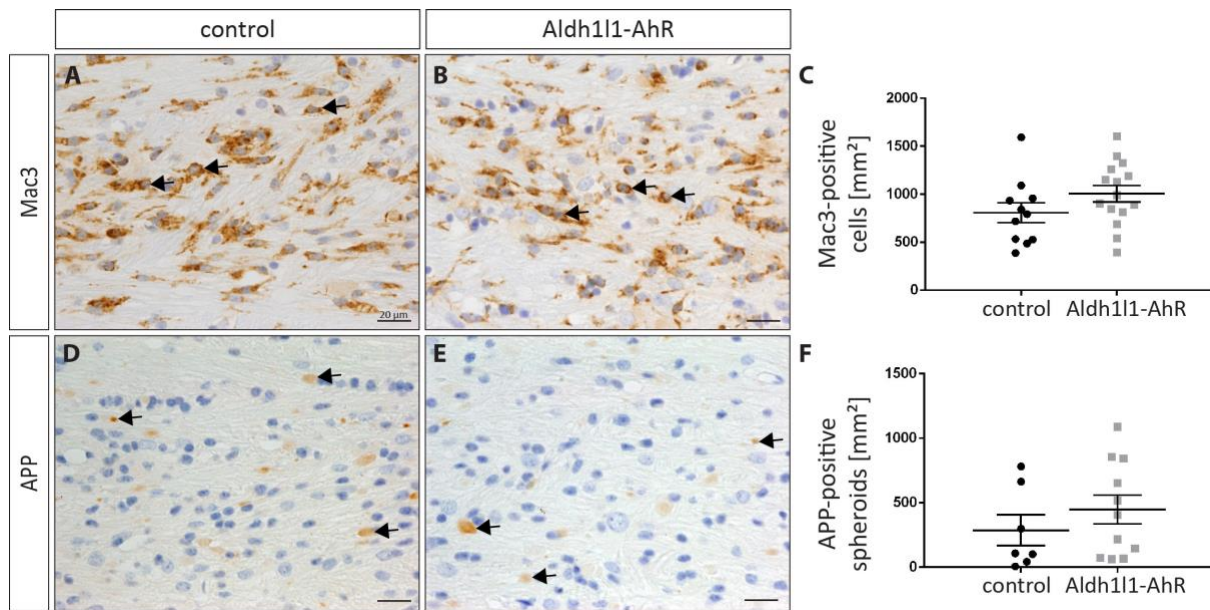 control
Aldh1l1-AhR
Mac3
A
20 µm
B
C
Mac3-positive
cells [mm²]
2000
1500
1000
500
0
control
Aldh1l1-AhR
APP
D
E
F
APP-positive
spheroids [mm²]
1500
1000
500
0
control
Aldh1l1-AhR